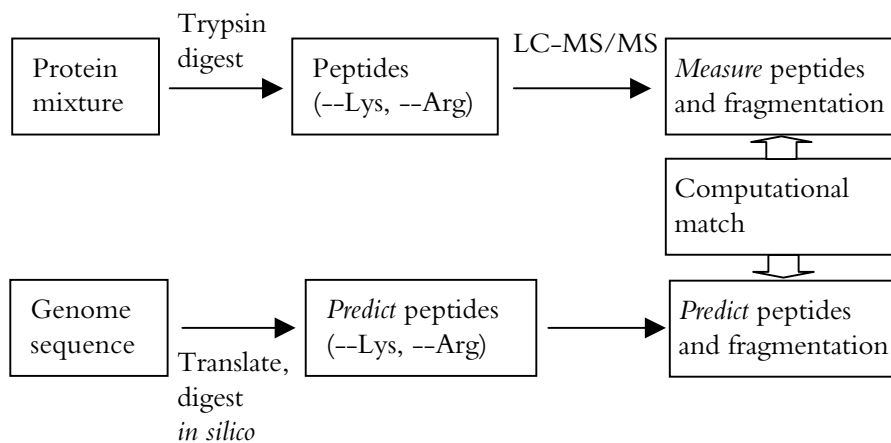 Protein
mixture
Trypsin
digest
Peptides
(--Lys, --Arg)
LC-MS/MS
Measure peptides
and fragmentation
Computational
match
Genome
sequence
Translate,
digest
in silico
Predict peptides
(--Lys, --Arg)
Predict peptides
and fragmentation